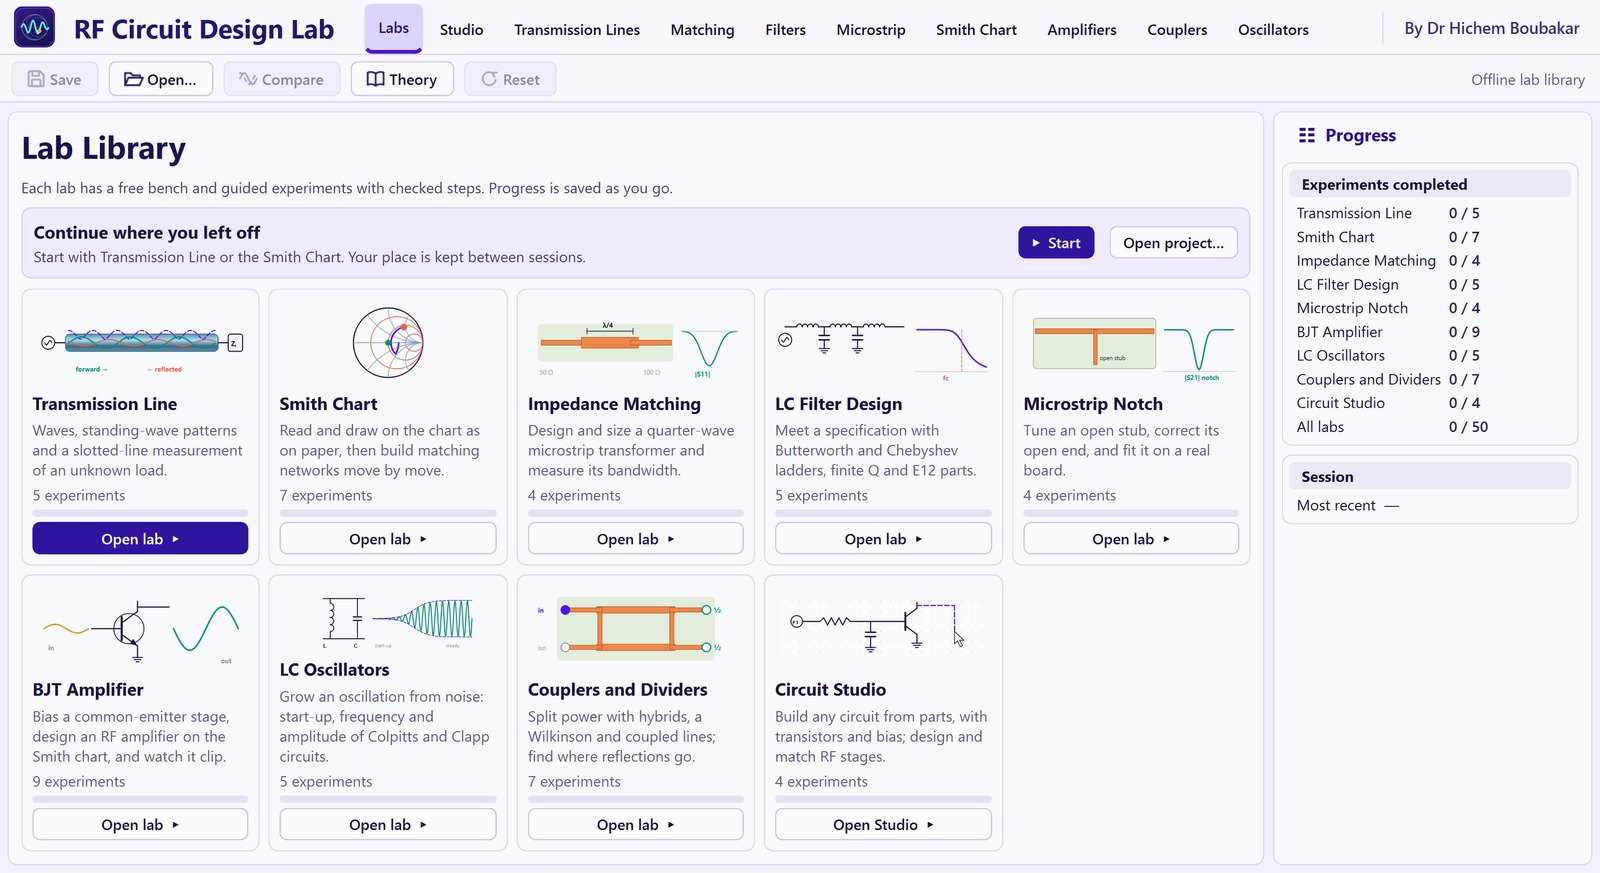 RF Circuit Design Lab
Labs
Studio
Transmission Lines
Matching
Filters
Microstrip
Smith Chart
Amplifiers
Couplers
Oscillators
By Dr Hichem Boubakar
Save
Open...
Compare
Theory
Reset
Offline lab library
Lab Library
Each lab has a free bench and guided experiments with checked steps. Progress is saved as you go.
Continue where you left off
Start with Transmission Line or the Smith Chart. Your place is kept between sessions.
Start
Open project...
forward →
← reflected
Transmission Line
Waves, standing-wave patterns
and a slotted-line measurement
of an unknown load.
5 experiments
Open lab
Smith Chart
Read and draw on the chart as
on paper, then build matching
networks move by move.
7 experiments
Open lab
λ/4
50 Ω
100 Ω
|S11|
Impedance Matching
Design and size a quarter-wave
microstrip transformer and
measure its bandwidth.
4 experiments
Open lab
fc
LC Filter Design
Meet a specification with
Butterworth and Chebyshev
ladders, finite Q and E12 parts.
5 experiments
Open lab
open stub
|S21| notch
Microstrip Notch
Tune an open stub, correct its
open end, and fit it on a real
board.
4 experiments
Open lab
in
out
BJT Amplifier
Bias a common-emitter stage,
design an RF amplifier on the
Smith chart, and watch it clip.
9 experiments
Open lab
L
C
start-up
steady
LC Oscillators
Grow an oscillation from noise:
start-up, frequency and
amplitude of Colpitts and Clapp
circuits.
5 experiments
Open lab
in
½
iso
½
Couplers and Dividers
Split power with hybrids, a
Wilkinson and coupled lines;
find where reflections go.
7 experiments
Open lab
P1
Circuit Studio
Build any circuit from parts, with
transistors and bias; design and
match RF stages.
4 experiments
Open Studio
Progress
Experiments completed
Transmission Line 0 / 5
Smith Chart 0 / 7
Impedance Matching 0 / 4
LC Filter Design 0 / 5
Microstrip Notch 0 / 4
BJT Amplifier 0 / 9
LC Oscillators 0 / 5
Couplers and Dividers 0 / 7
Circuit Studio 0 / 4
All labs 0 / 50
Session
Most recent —